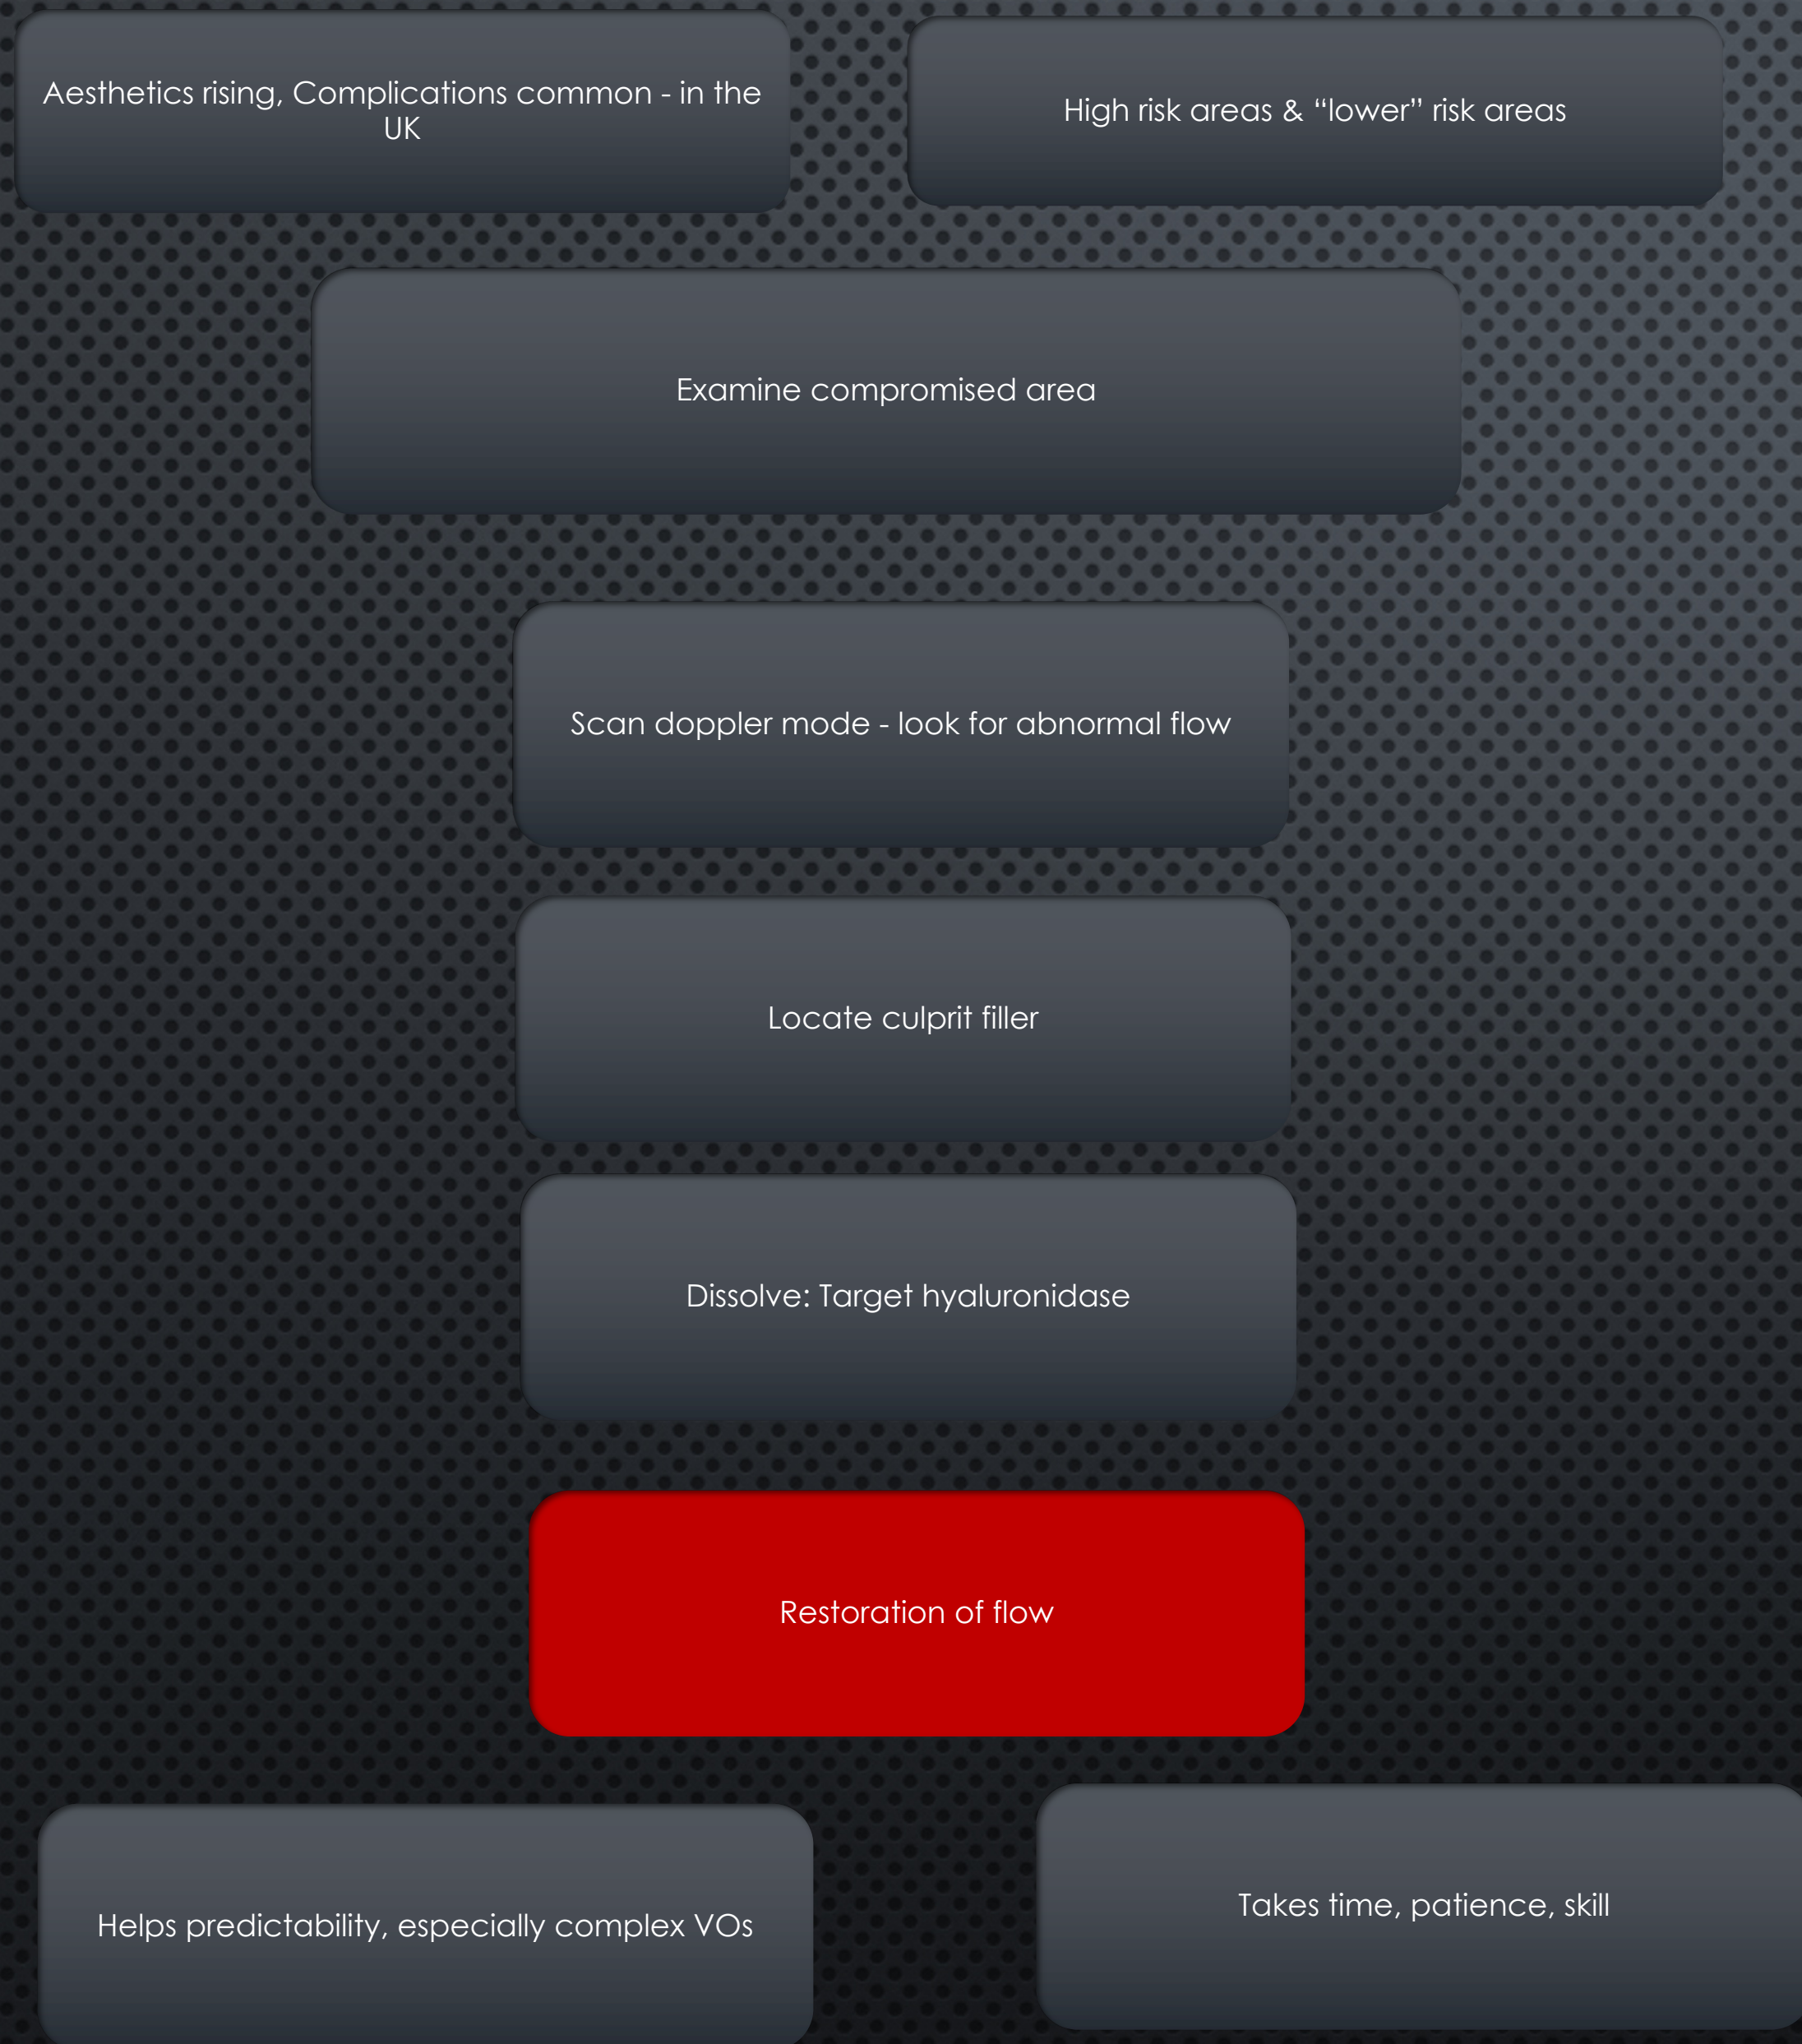 Aesthetics rising, Complications common - in the
UK
High risk areas & “lower” risk areas
Examine compromised area
Scan doppler mode - look for abnormal flow
Locate culprit filler
Dissolve: Target hyaluronidase
Restoration of flow
Helps predictability, especially complex VOs
Takes time, patience, skill